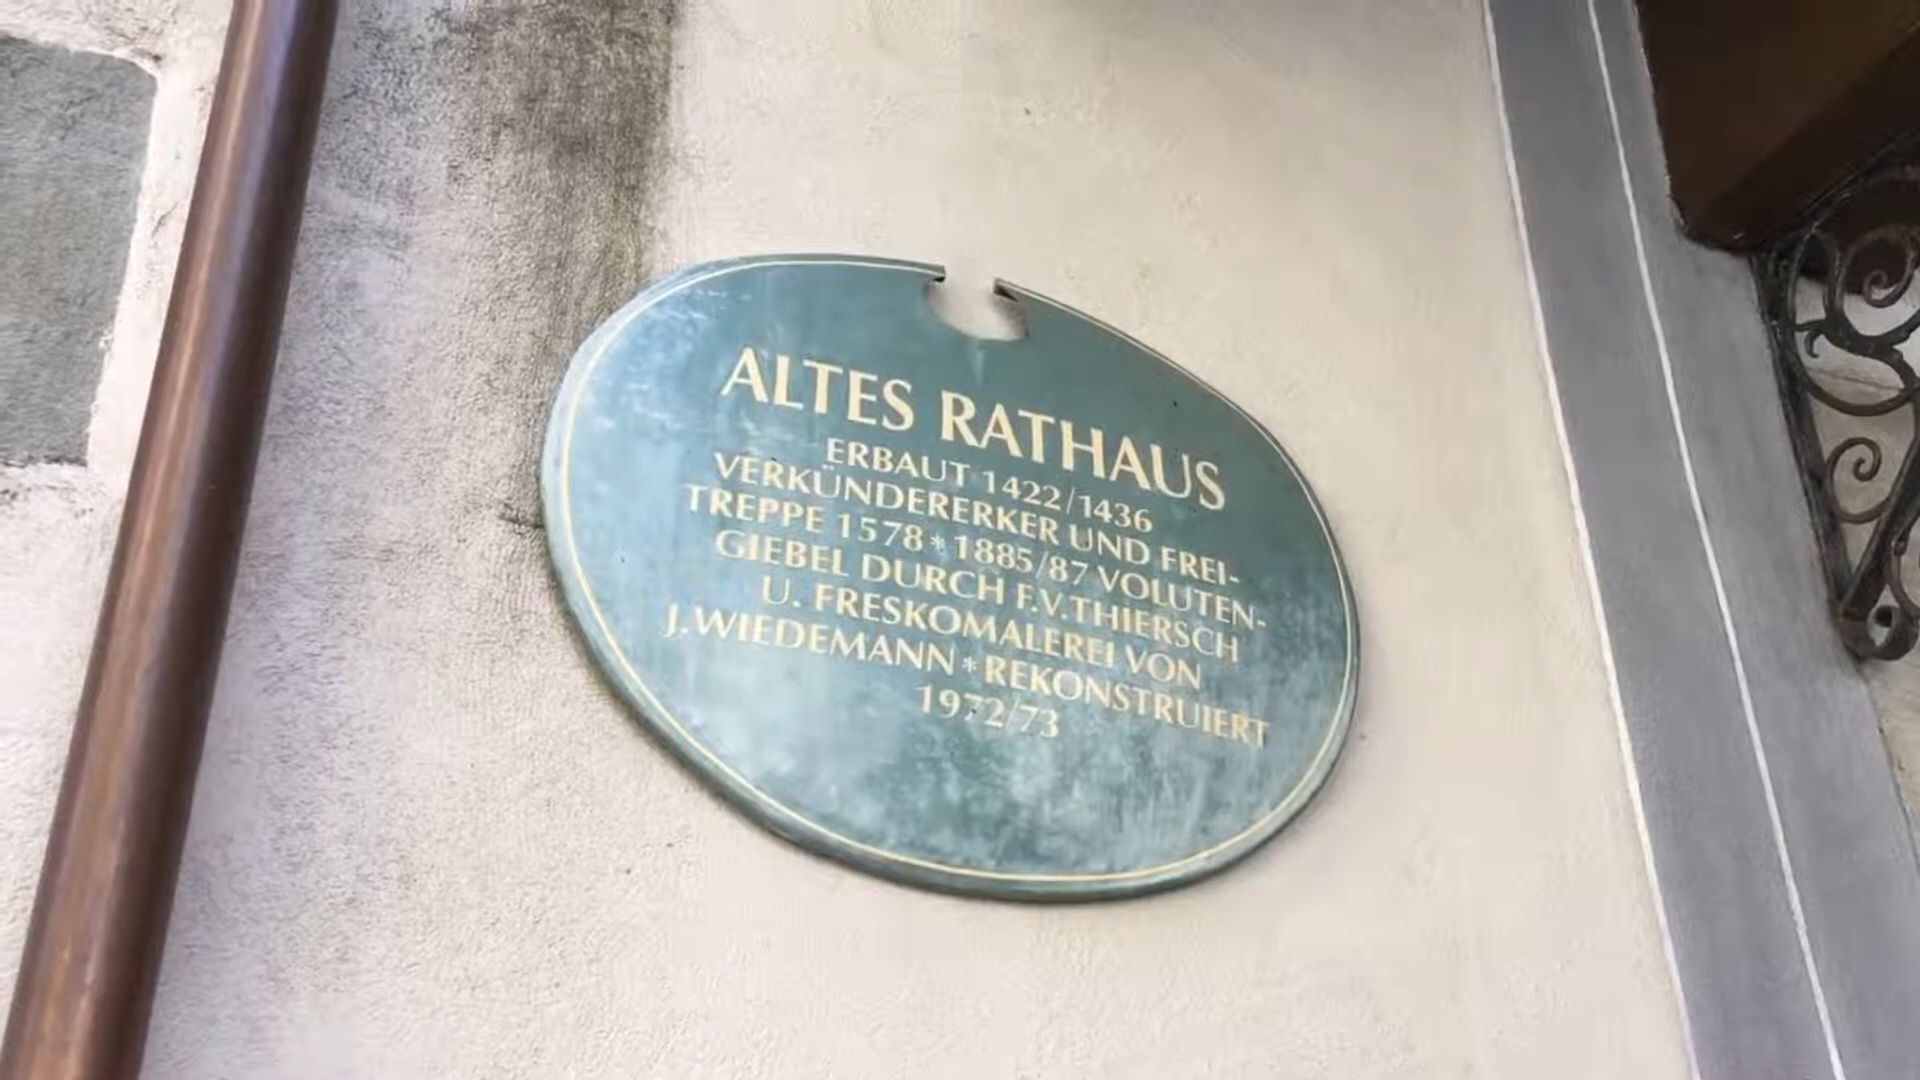 ALTES RATHAUS
ERBAUT 1422/1436
VERKÜNDERERKER UND FREI-
TREPPE 1578 * 1885/87 VOLUTEN-
GIEBEL DURCH F.V.THIERSCH
U. FRESKOMALEREI VON
J.WIEDEMANN * REKONSTRUIERT
1972/73